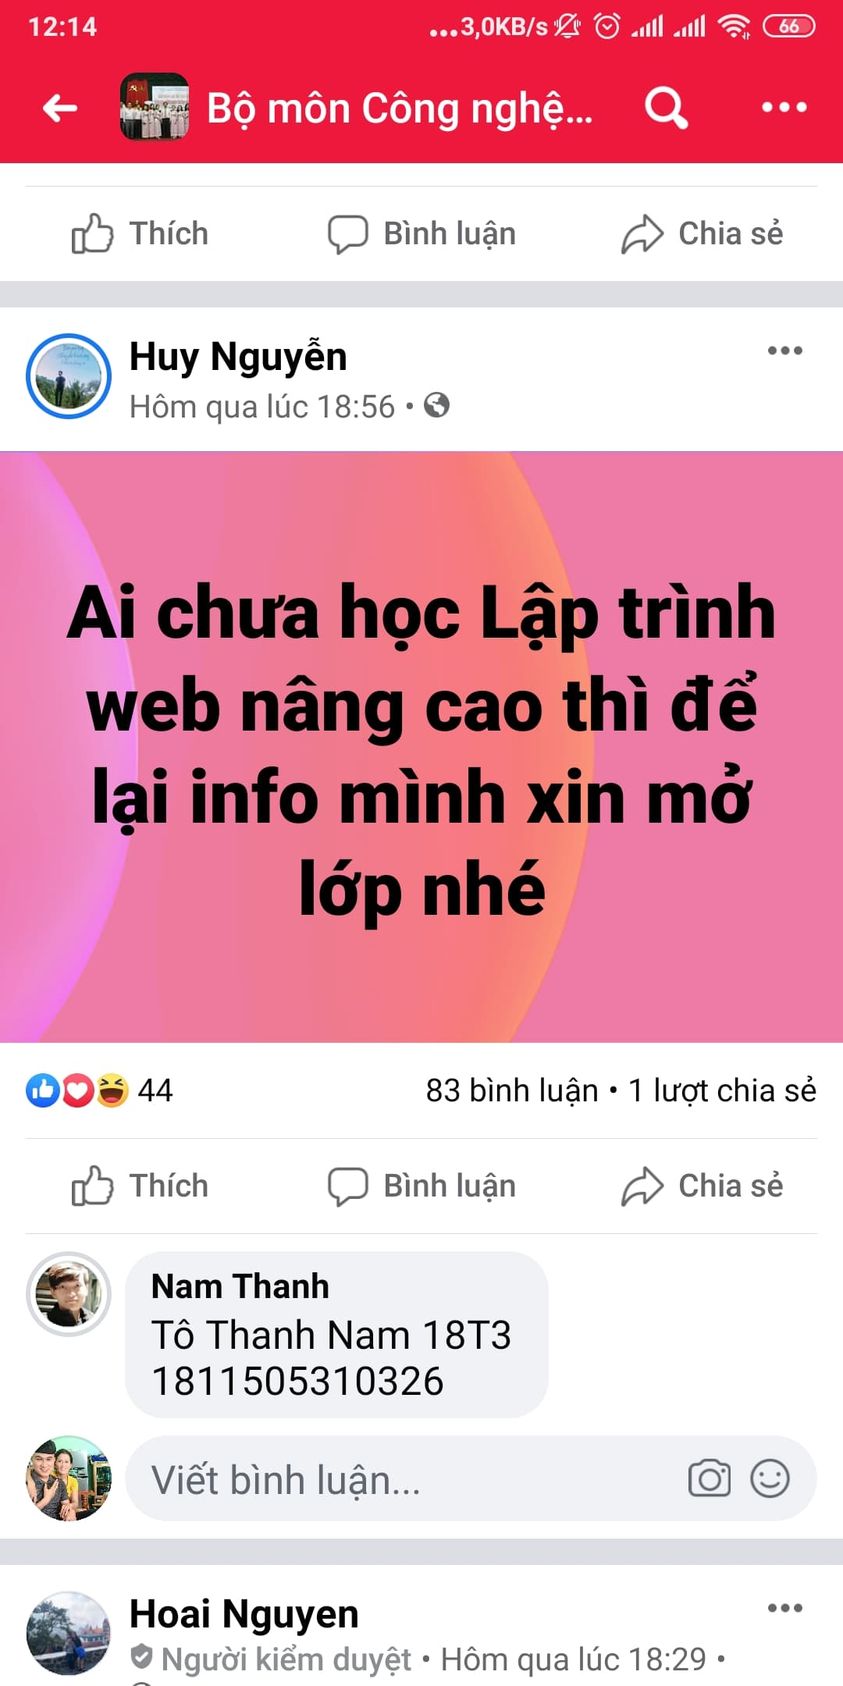 12:14 ...3,0KB/s 66
Bộ môn Công nghệ...
Thích Bình luận Chia sẻ
Huy Nguyễn
Hôm qua lúc 18:56 •
Ai chưa học Lập trình
web nâng cao thì để
lại info mình xin mở
lớp nhé
44 83 bình luận • 1 lượt chia sẻ
Thích Bình luận Chia sẻ
Nam Thanh
Tô Thanh Nam 18T3
1811505310326
Viết bình luận...
Hoai Nguyen
Người kiểm duyệt • Hôm qua lúc 18:29 •